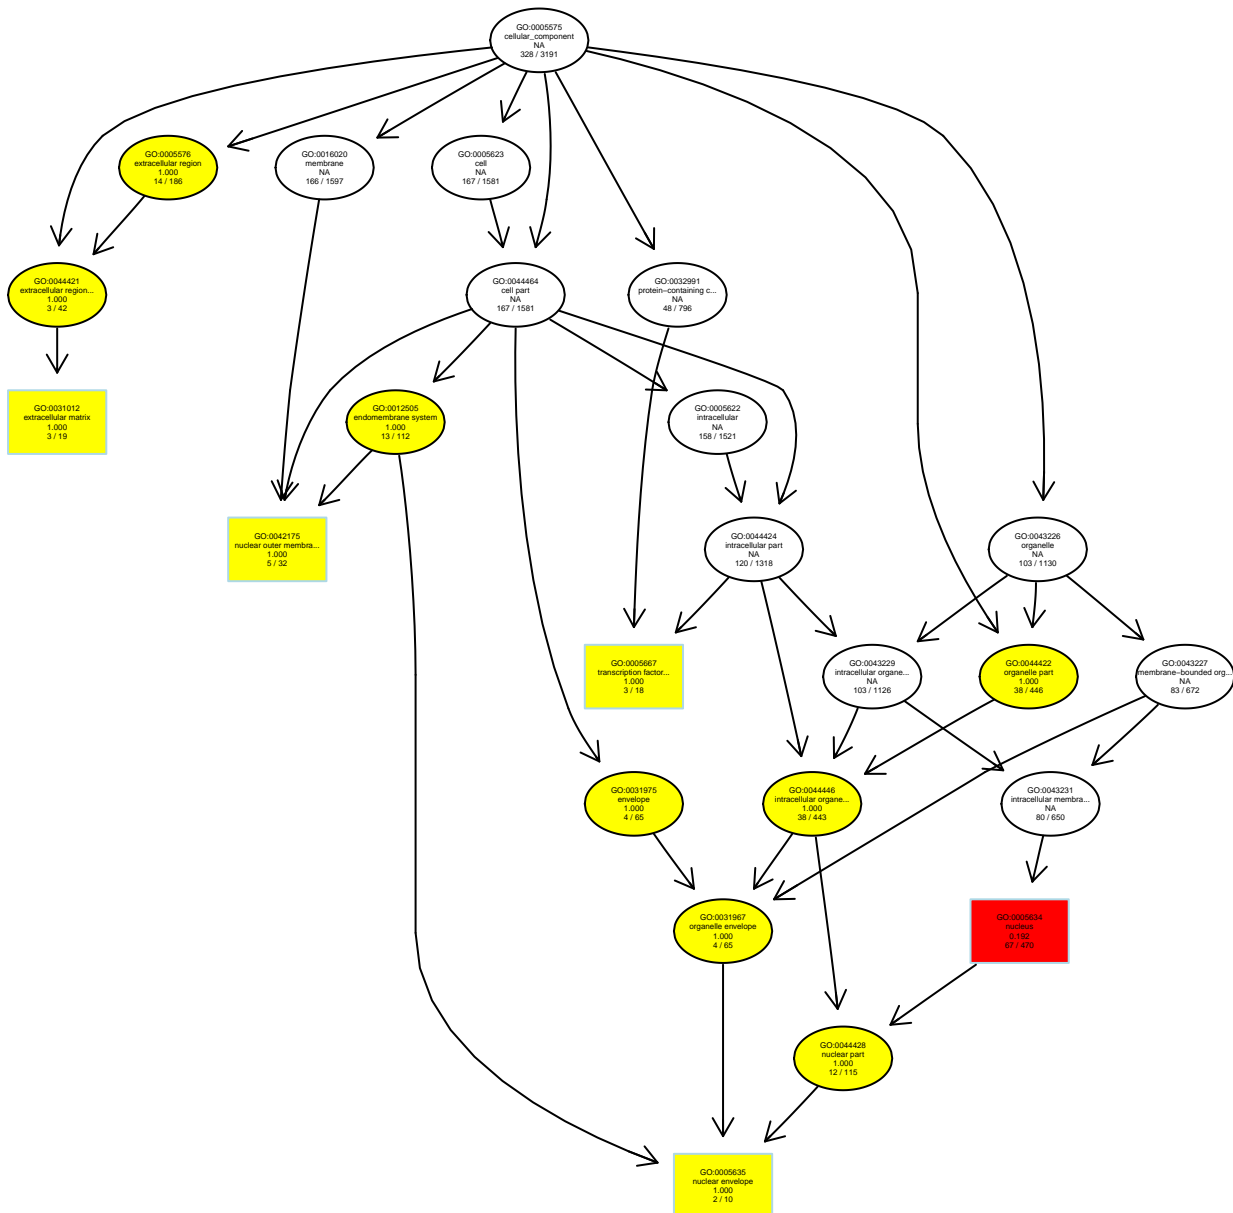 GO:0005575
cellular_component
NA
328 / 3191
GO:0005576
extracellular region
1.000
14 / 186
GO:0016020
membrane
NA
166 / 1597
GO:0005623
cell
NA
167 / 1581
GO:0044421
extracellular region...
1.000
3 / 42
GO:0044464
cell part
NA
167 / 1581
GO:0032991
protein−containing c...
NA
48 / 796
GO:0031012
extracellular matrix
1.000
3 / 19
GO:0012505
endomembrane system
1.000
13 / 112
GO:0005622
intracellular
NA
158 / 1521
GO:0042175
nuclear outer membra...
1.000
5 / 32
GO:0044424
intracellular part
NA
120 / 1318
GO:0043226
organelle
NA
103 / 1130
GO:0005667
transcription factor...
1.000
3 / 18
GO:0043229
intracellular organe...
NA
103 / 1126
GO:0044422
organelle part
1.000
38 / 446
GO:0043227
membrane−bounded org...
NA
83 / 672
GO:0031975
envelope
1.000
4 / 65
GO:0044446
intracellular organe...
1.000
38 / 443
GO:0043231
intracellular membra...
NA
80 / 650
GO:0031967
organelle envelope
1.000
4 / 65
GO:0005634
nucleus
0.192
67 / 470
GO:0044428
nuclear part
1.000
12 / 115
GO:0005635
nuclear envelope
1.000
2 / 10